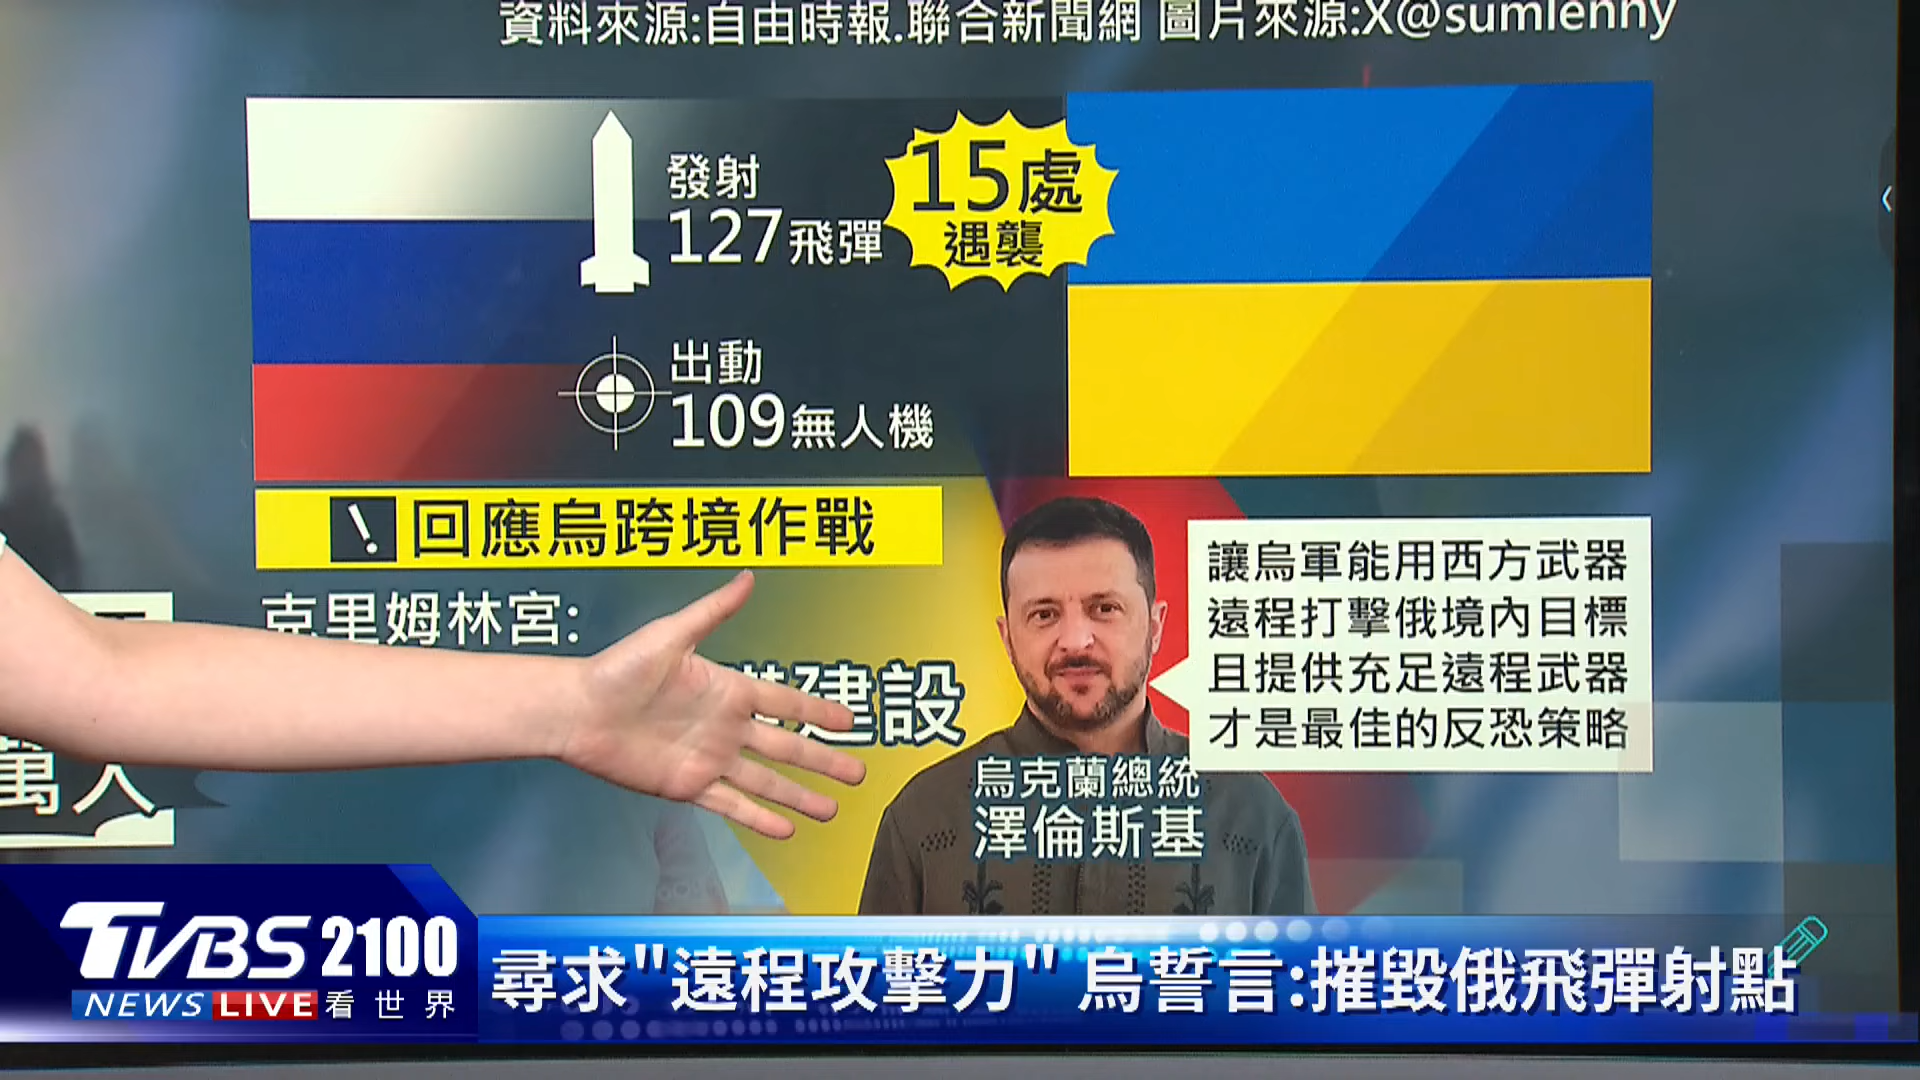 資料來源:自由時報.聯合新聞網 圖片來源:X@sumlenny
發射
127飛彈
15處
遇襲
出動
109無人機
! 回應烏跨境作戰
克里姆林宮:
建設
讓烏軍能用西方武器
遠程打擊俄境內目標
且提供充足遠程武器
才是最佳的反恐策略
烏克蘭總統
澤倫斯基
萬人
TVBS 2100
NEWS LIVE 看世界
尋求"遠程攻擊力" 烏誓言:摧毀俄飛彈射點